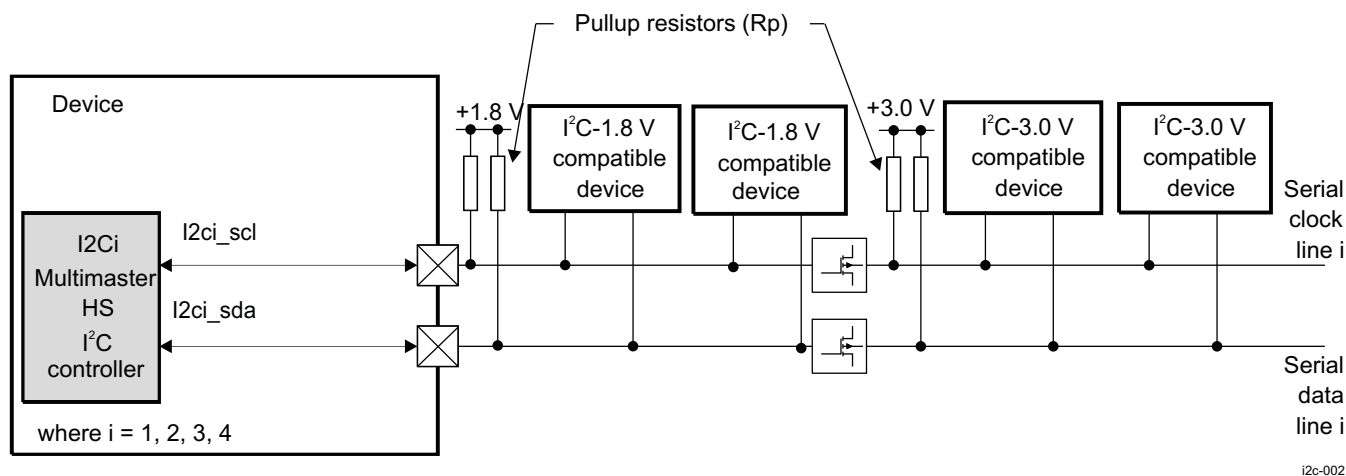 Pullup resistors (Rp)
Device
+1.8 V
I²C-1.8 V
compatible
device
I²C-1.8 V
compatible
device
+3.0 V
I²C-3.0 V
compatible
device
I²C-3.0 V
compatible
device
Serial
clock
line i
I2Ci
Multimaster
HS
I²C
controller
I2ci_scl
I2ci_sda
Serial
data
line i
where i = 1, 2, 3, 4
i2c-002